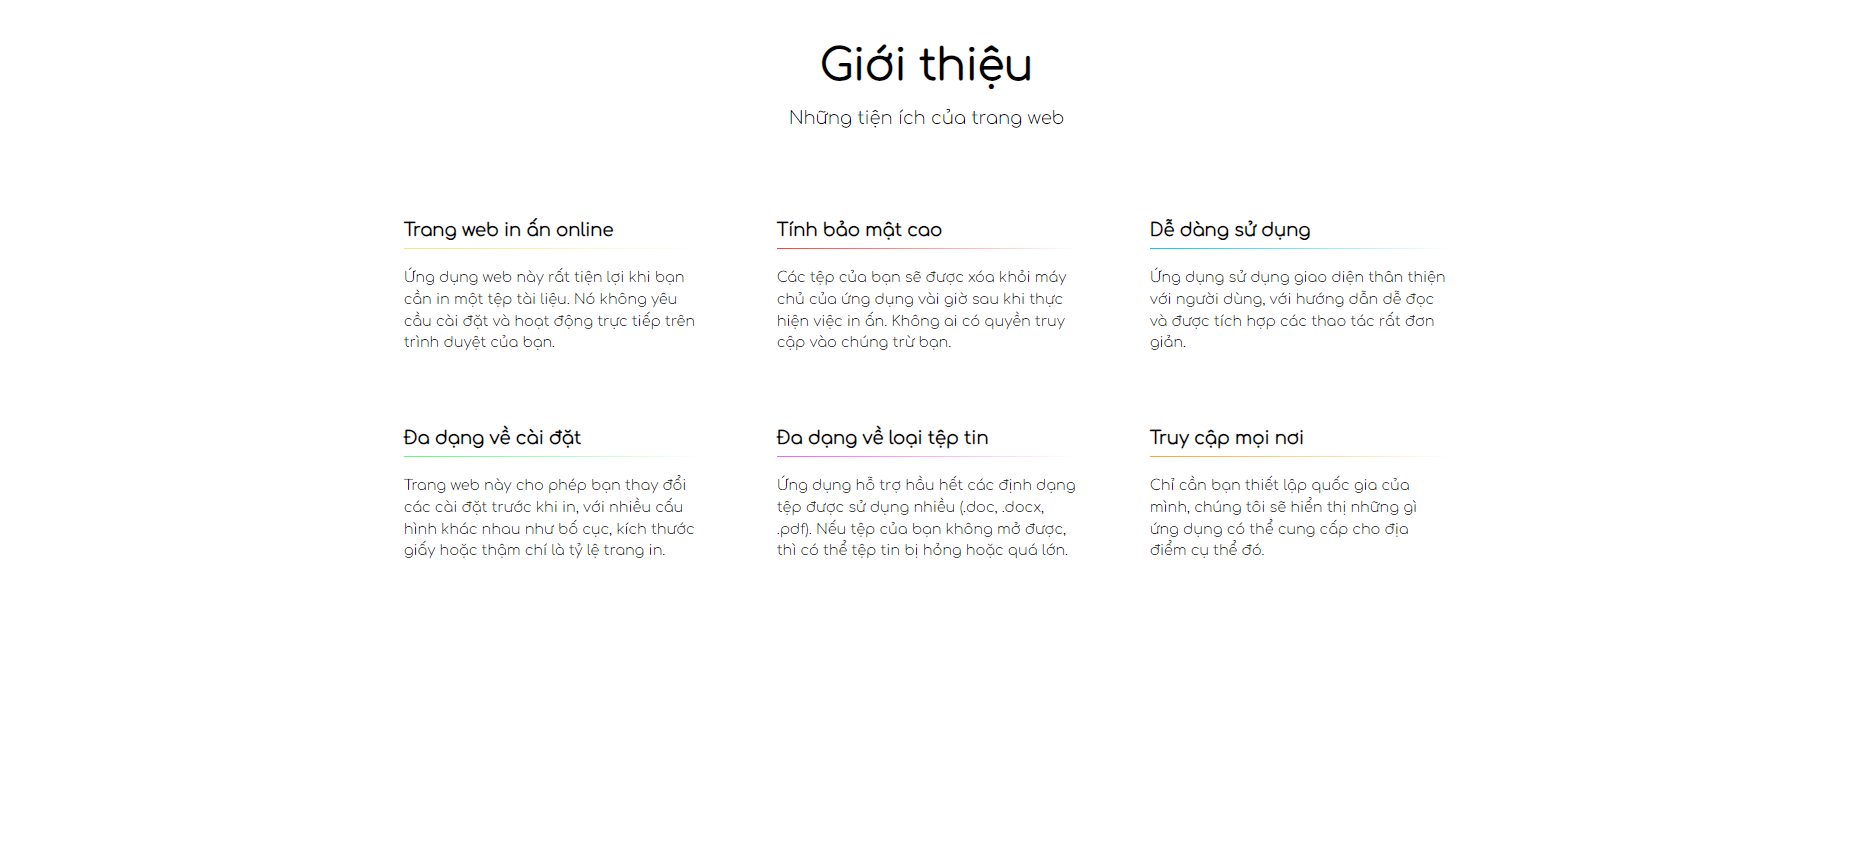 Giới thiệu
Những tiện ích của trang web
Trang web in ấn online
Ứng dụng web này rất tiện lợi khi bạn
cần in một tệp tài liệu. Nó không yêu
cầu cài đặt và hoạt động trực tiếp trên
trình duyệt của bạn.
Tính bảo mật cao
Các tệp của bạn sẽ được xóa khỏi máy
chủ của ứng dụng vài giờ sau khi thực
hiện việc in ấn. Không ai có quyền truy
cập vào chúng trừ bạn.
Dễ dàng sử dụng
Ứng dụng sử dụng giao diện thân thiện
với người dùng, với hướng dẫn dễ đọc
và được tích hợp các thao tác rất đơn
giản.
Đa dạng về cài đặt
Trang web này cho phép bạn thay đổi
các cài đặt trước khi in, với nhiều cấu
hình khác nhau như bố cục, kích thước
giấy hoặc thậm chí là tỷ lệ trang in.
Đa dạng về loại tệp tin
Ứng dụng hỗ trợ hầu hết các định dạng
tệp được sử dụng nhiều (.doc, .docx,
.pdf). Nếu tệp của bạn không mở được,
thì có thể tệp tin bị hỏng hoặc quá lớn.
Truy cập mọi nơi
Chỉ cần bạn thiết lập quốc gia của
mình, chúng tôi sẽ hiển thị những gì
ứng dụng có thể cung cấp cho địa
điểm cụ thể đó.